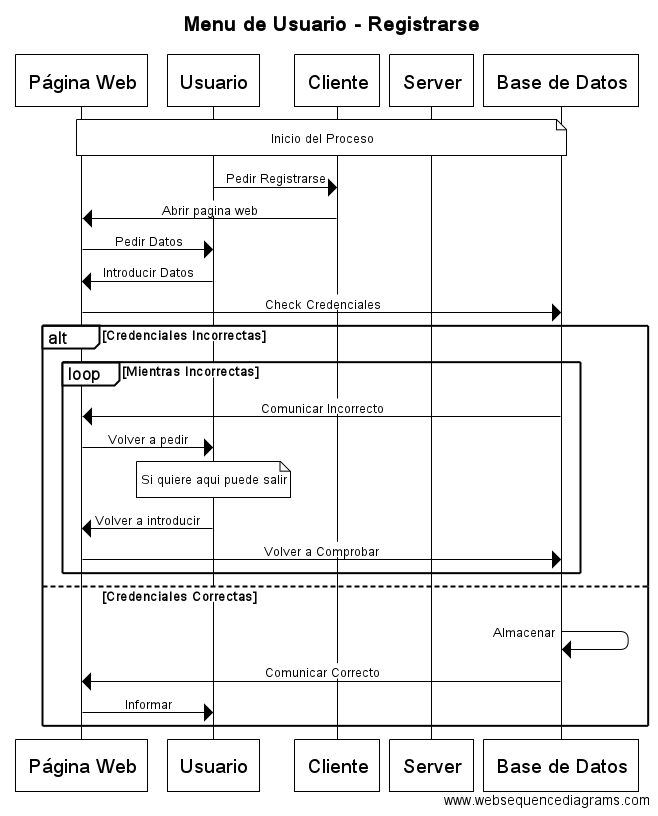 Menu de Usuario - Registrarse
Página Web
Usuario
Cliente
Server
Base de Datos
Inicio del Proceso
Pedir Registrarse
Abrir pagina web
Pedir Datos
Introducir Datos
Check Credenciales
alt
[Credenciales Incorrectas]
loop
[Mientras Incorrectas]
Comunicar Incorrecto
Volver a pedir
Si quiere aqui puede salir
Volver a introducir
Volver a Comprobar
[Credenciales Correctas]
Almacenar
Comunicar Correcto
Informar
Página Web
Usuario
Cliente
Server
Base de Datos
www.websequencediagrams.com